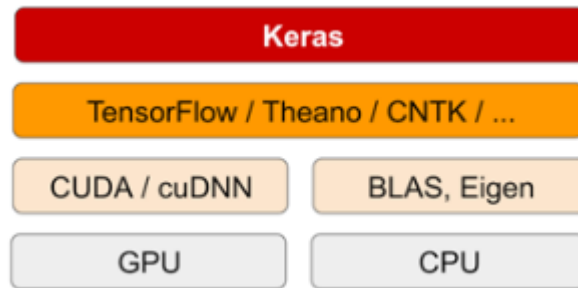 Keras
TensorFlow / Theano / CNTK / ...
CUDA / cuDNN
BLAS, Eigen
GPU
CPU